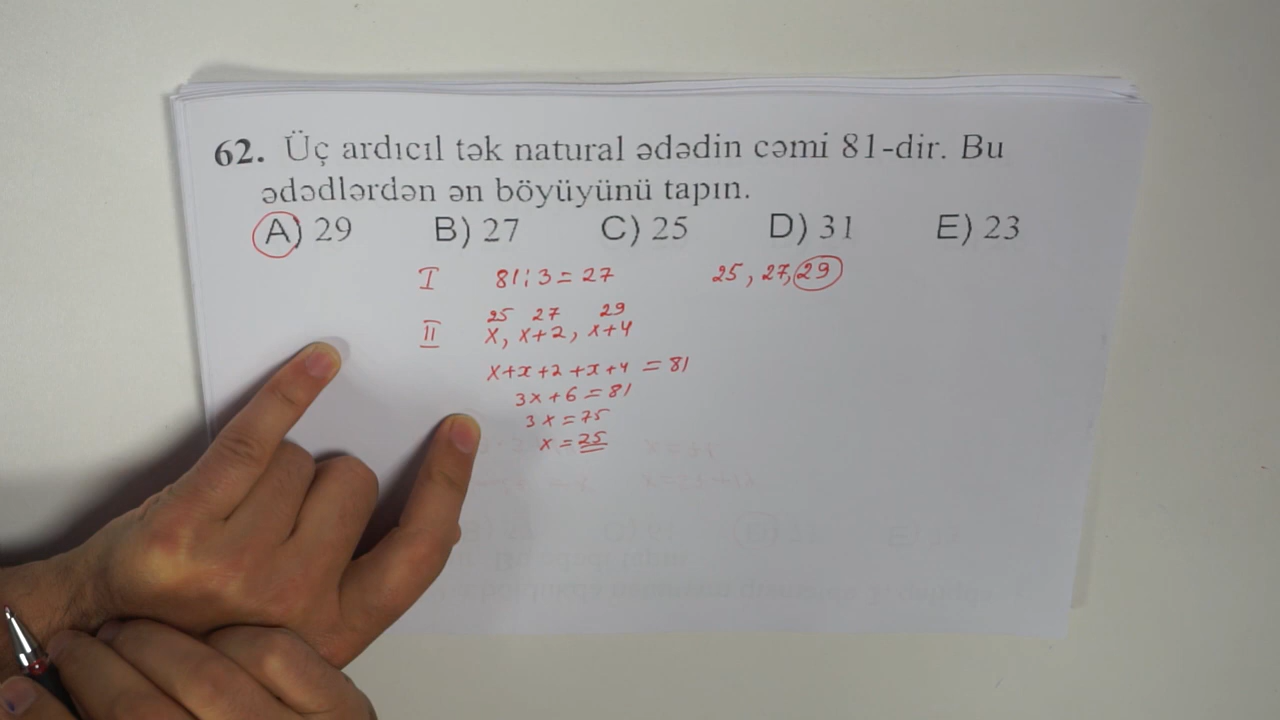 62. Üç ardıcıl tək natural ədədin cəmi 81-dir. Bu
ədədlərdən ən böyüyünü tapın.
A) 29 B) 27 C) 25 D) 31 E) 23
I 81:3=27 25, 27, 29
25 27 29
II x, x+2, x+4
x+x+2+x+4=81
3x+6=81
3x=75
x=25